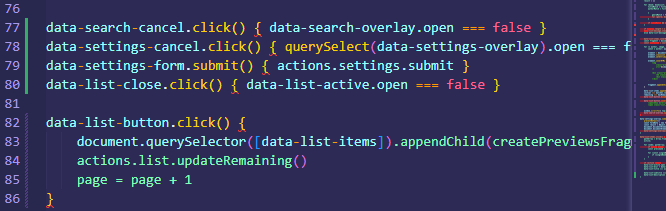 76
77 data-search-cancel.click() { data-search-overlay.open === false }
78 data-settings-cancel.click() { querySelect(data-settings-overlay).open === f
79 data-settings-form.submit() { actions.settings.submit }
80 data-list-close.click() { data-list-active.open === false }
81
82 data-list-button.click() {
83 document.querySelector([data-list-items]).appendChild(createPreviewsFrag
84 actions.list.updateRemaining()
85 page = page + 1
86 }